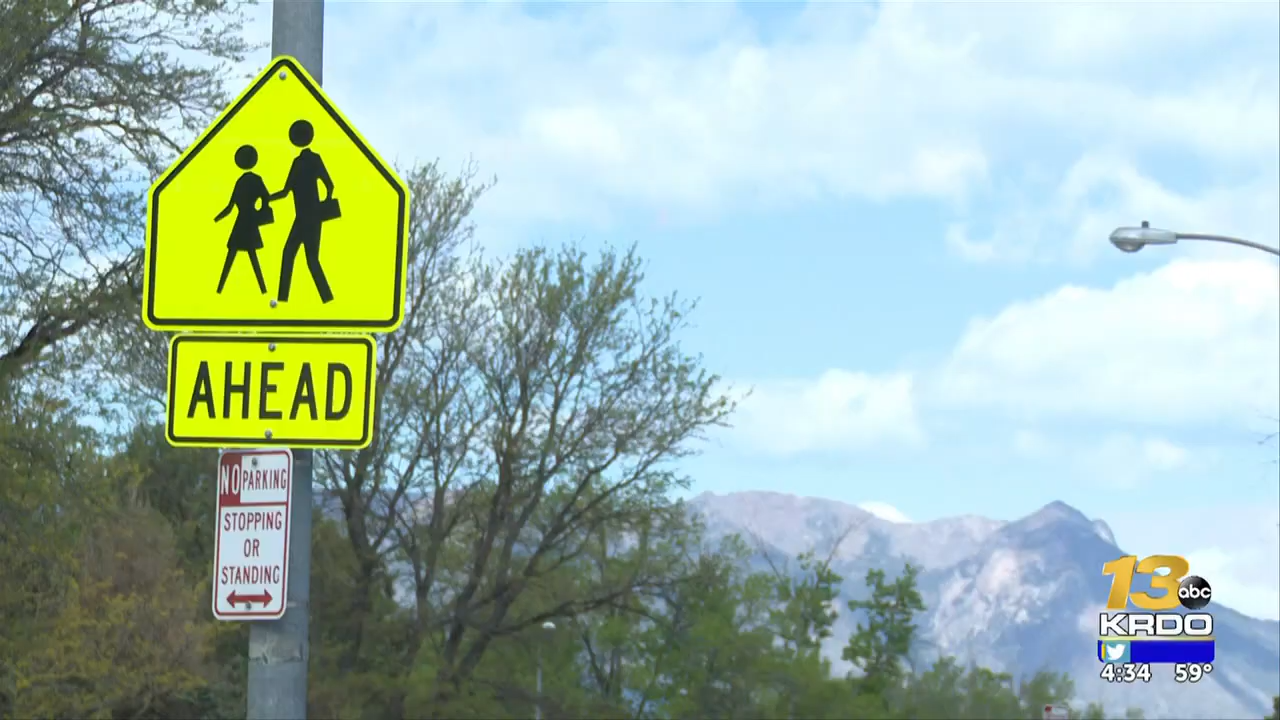 AHEAD
NO PARKING
STOPPING
OR
STANDING
13 abc
KRDO
4:34 59°